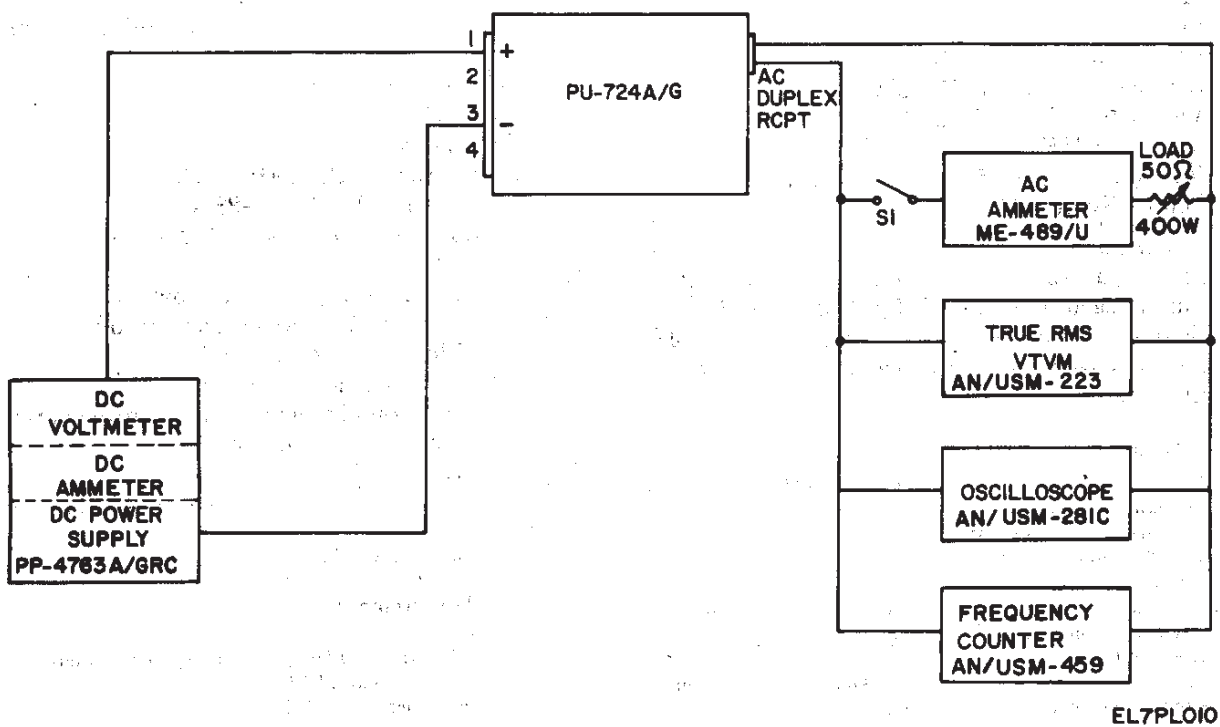 1
+
2
3
-
4
PU-724A/G
AC
DUPLEX
RCPT
DC
VOLTMETER
DC
AMMETER
DC POWER
SUPPLY
PP-4763A/GRC
S1
AC
AMMETER
ME-489/U
LOAD
50Ω
400W
TRUE RMS
VTVM
AN/USM-223
OSCILLOSCOPE
AN/USM-281C
FREQUENCY
COUNTER
AN/USM-459
EL7PL010